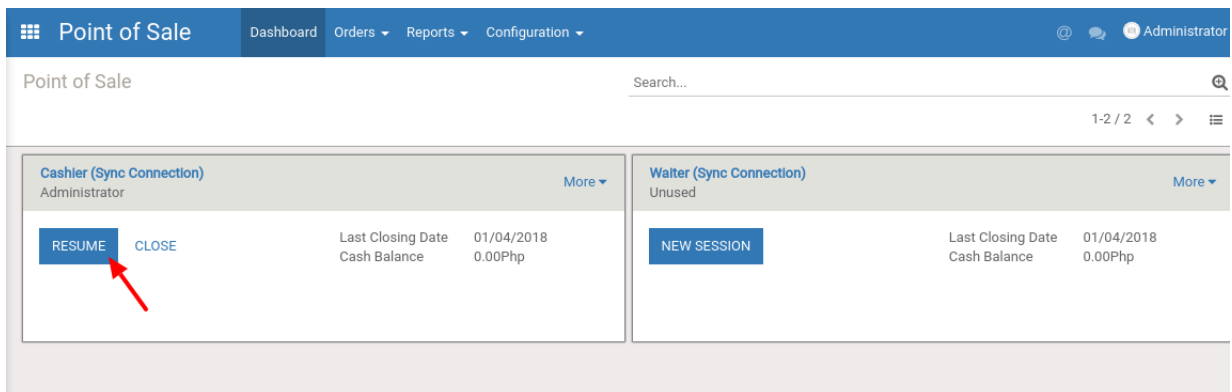 Point of Sale Dashboard Orders Reports Configuration @ Administrator
Point of Sale Search...
1-2 / 2
Cashier (Sync Connection) More
Administrator
RESUME CLOSE Last Closing Date 01/04/2018
Cash Balance 0.00Php
Waiter (Sync Connection) More
Unused
NEW SESSION Last Closing Date 01/04/2018
Cash Balance 0.00Php